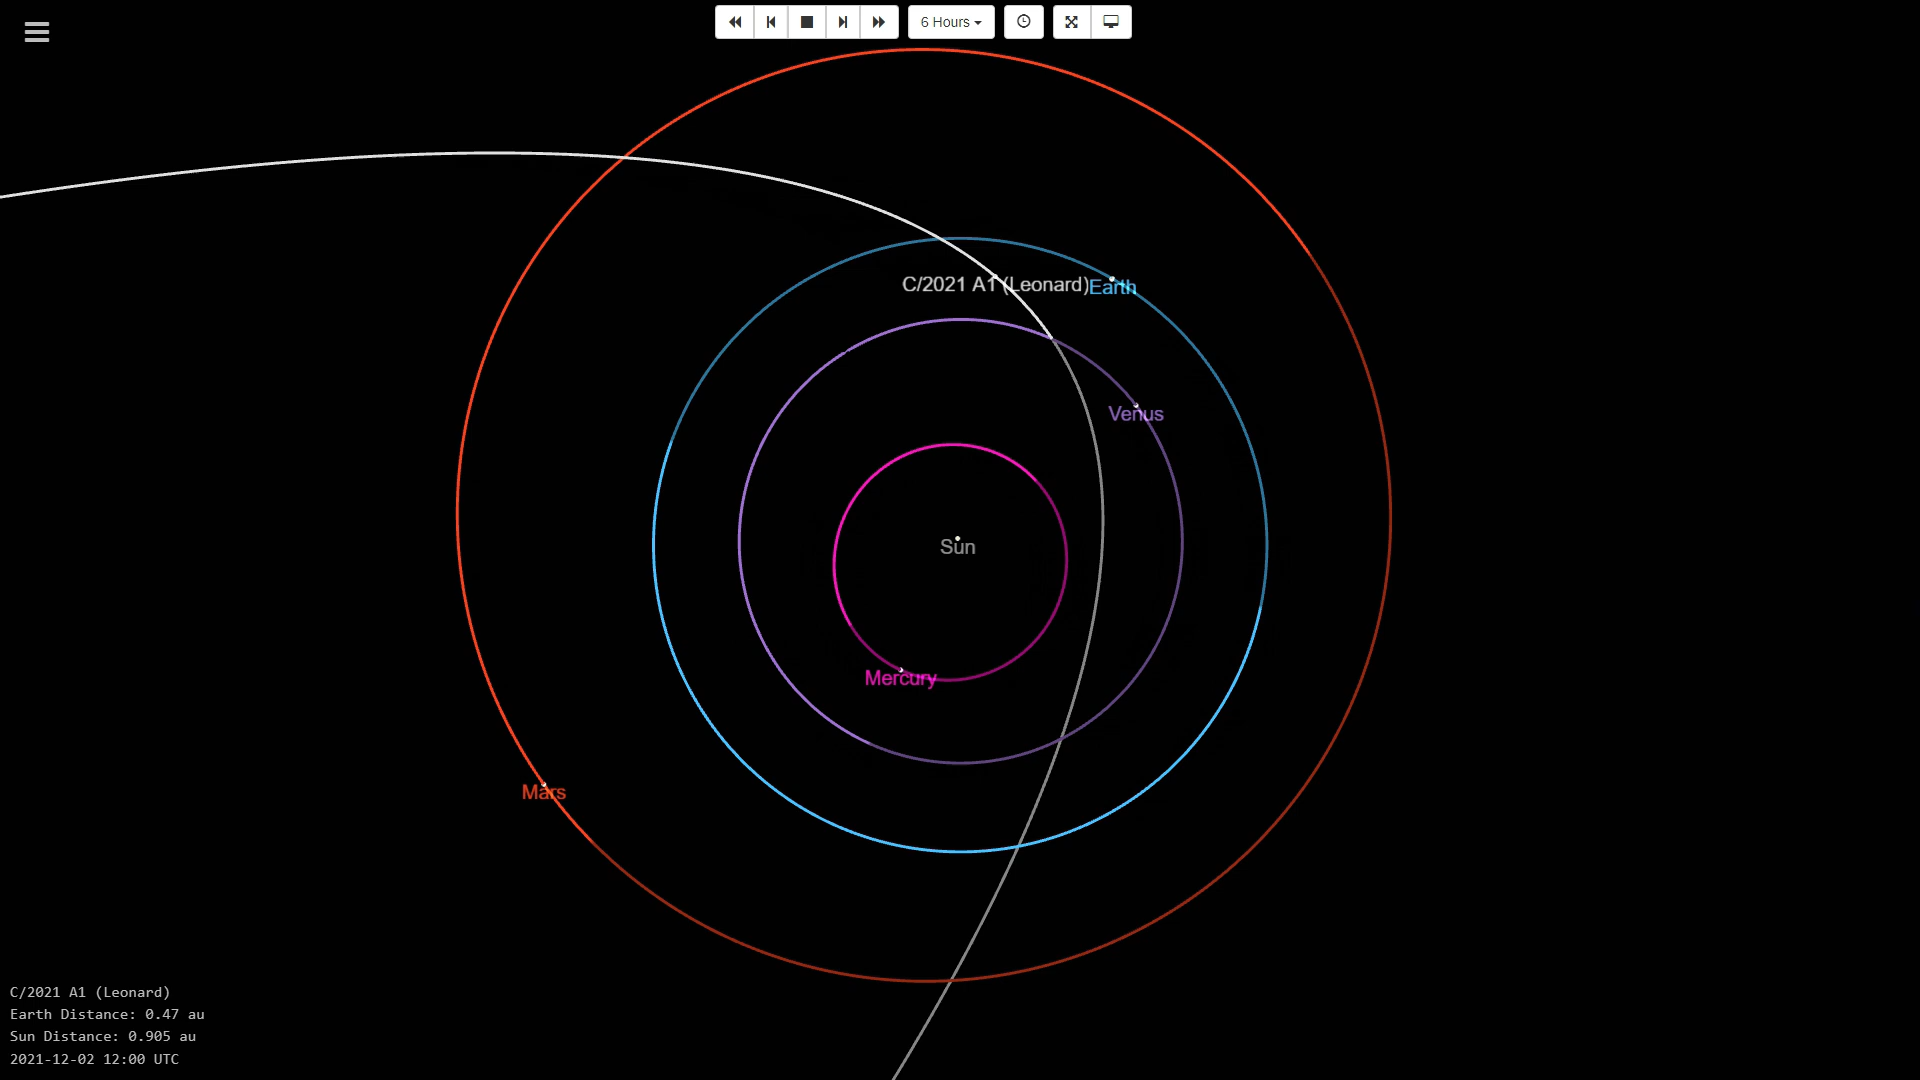 6 Hours
C/2021 A1 (Leonard)
Earth
Venus
Sun
Mercury
Mars
C/2021 A1 (Leonard)
Earth Distance: 0.47 au
Sun Distance: 0.905 au
2021-12-02 12:00 UTC